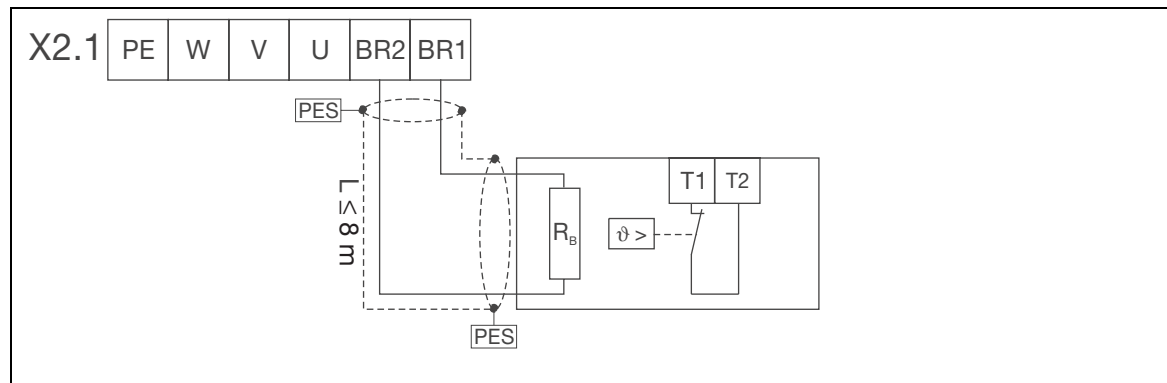 X2.1 PE W V U BR2 BR1
PES
L ≤ 8 m
T1 T2
R_B
ϑ >
PES